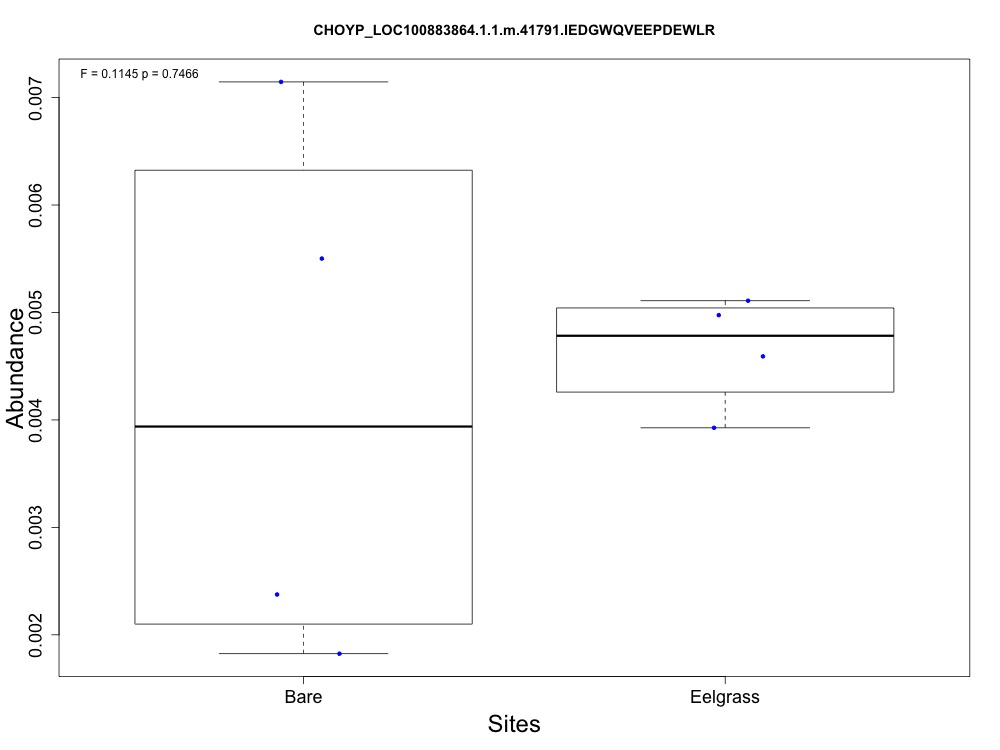 CHOYP_LOC100883864.1.1.m.41791.IEDGWQVEEPDEWLR
F = 0.1145 p = 0.7466
0.007
0.006
0.005
0.004
0.003
0.002
Abundance
Bare
Eelgrass
Sites